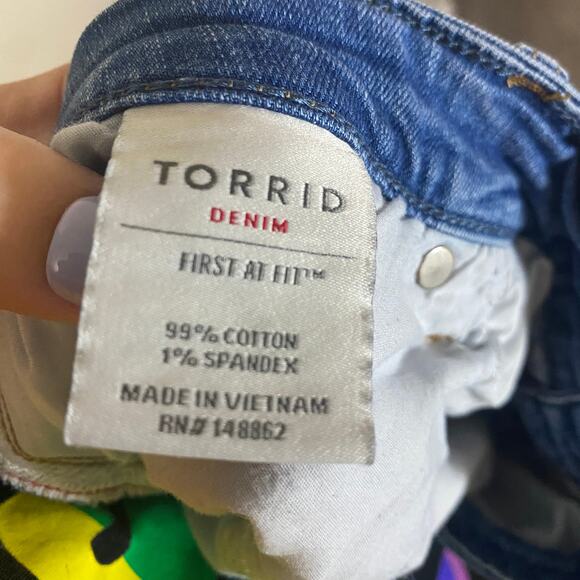 TORRID
DENIM
FIRST AT FIT™
99% COTTON
1% SPANDEX
MADE IN VIETNAM
RN# 148862